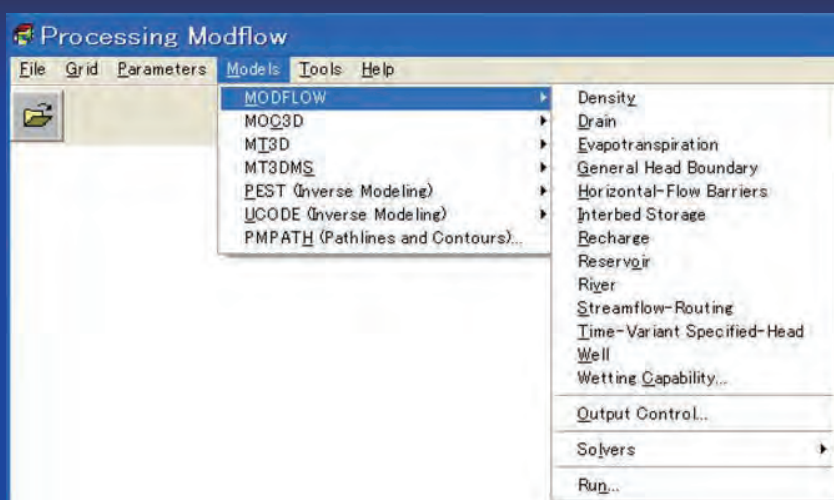 Processing Modflow
File Grid Parameters Models Tools Help
MODFLOW
MOC3D
MT3D
MT3DMS
PEST (Inverse Modeling)
UCODE (Inverse Modeling)
PMPATH (Pathlines and Contours)...
Density
Drain
Evapotranspiration
General Head Boundary
Horizontal-Flow Barriers
Interbed Storage
Recharge
Reservoir
River
Streamflow-Routing
Time-Variant Specified-Head
Well
Wetting Capability...
Output Control...
Solvers
Run...